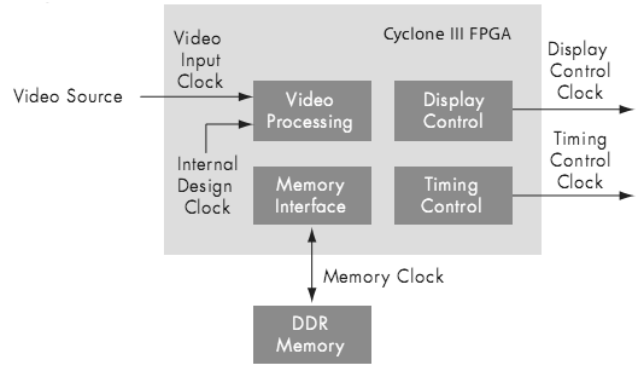 Cyclone III FPGA
Video
Input
Clock
Video Source
Video
Processing
Display
Control
Display
Control
Clock
Internal
Design
Clock
Memory
Interface
Timing
Control
Timing
Control
Clock
Memory Clock
DDR
Memory